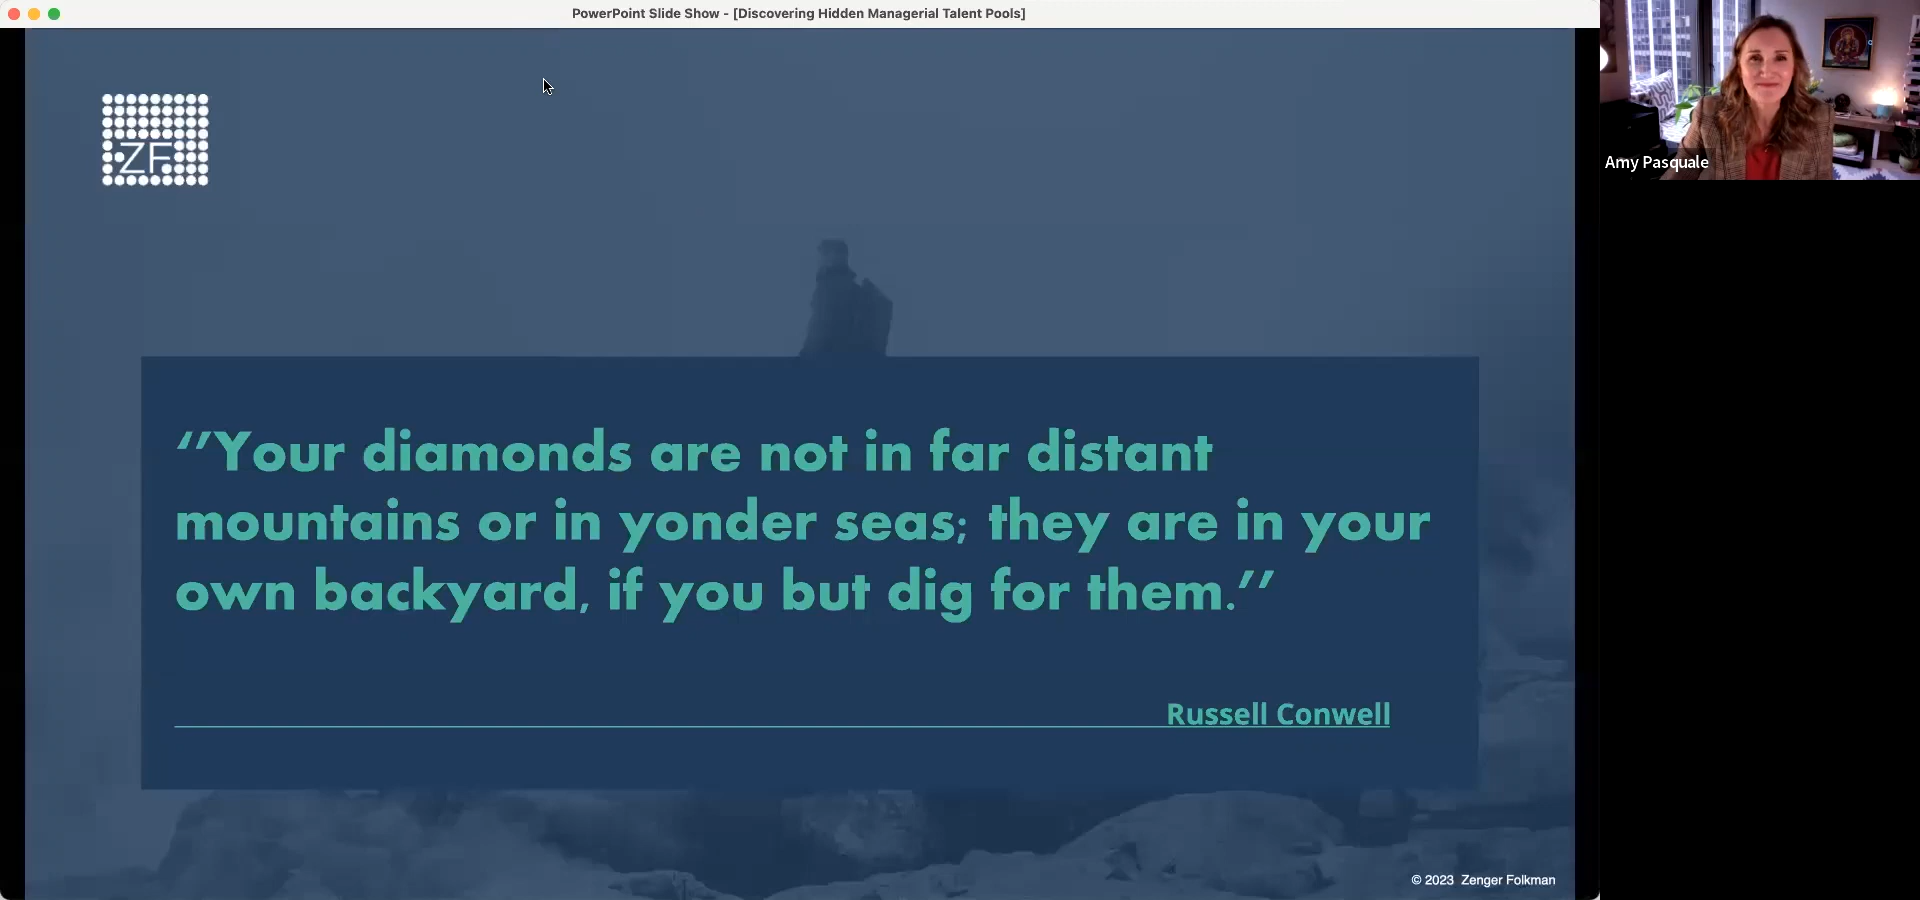 PowerPoint Slide Show - [Discovering Hidden Managerial Talent Pools]
ZF
Amy Pasquale
“Your diamonds are not in far distant
mountains or in yonder seas; they are in your
own backyard, if you but dig for them.”
Russell Conwell
© 2023 Zenger Folkman